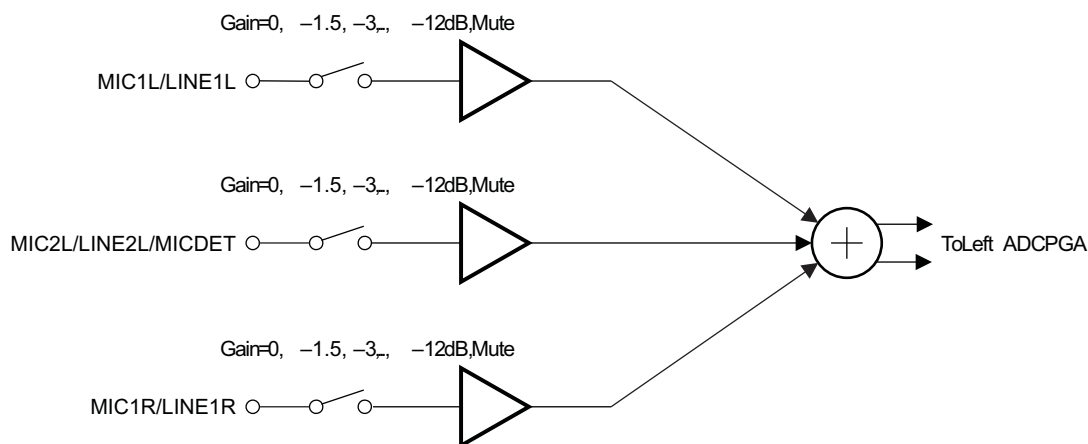 Gain=0, –1.5, –3,..., –12dB,Mute
MIC1L/LINE1L
Gain=0, –1.5, –3,..., –12dB,Mute
MIC2L/LINE2L/MICDET
ToLeft ADCPGA
Gain=0, –1.5, –3,..., –12dB,Mute
MIC1R/LINE1R